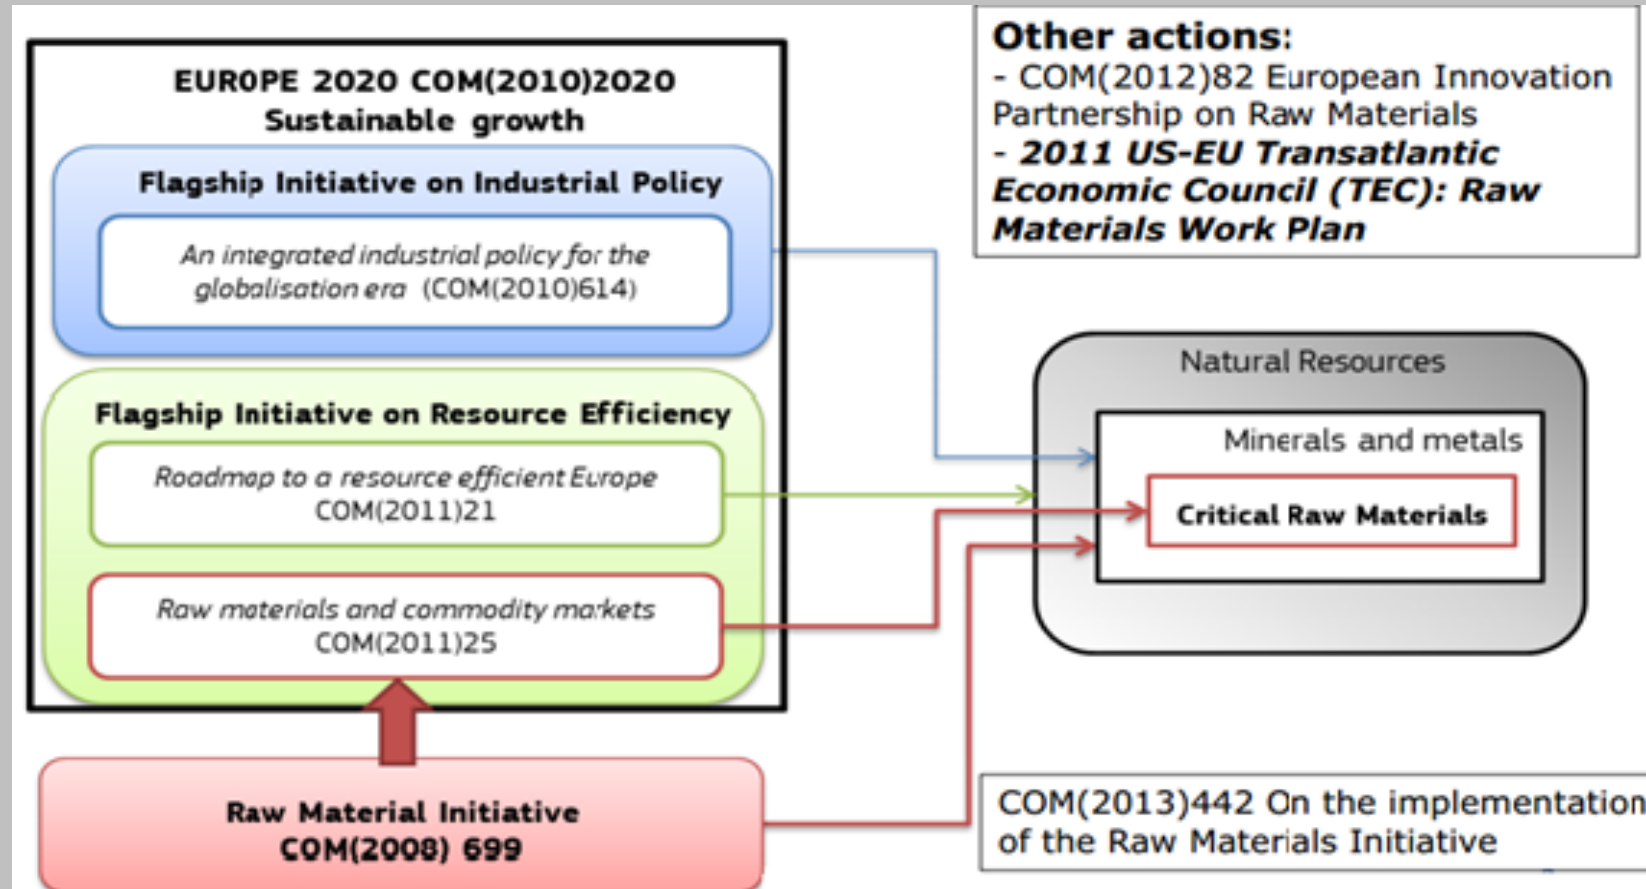 EUR0PE 2020 COM(2010)2020
Sustainable growth
Flagship Initiative on Industrial Policy
An integrated industrial policy for the
globalisation era (COM(2010)614)
Flagship Initiative on Resource Efficiency
Roadmap to a resource efficient Europe
COM(2011)21
Raw materials and commodity markets
COM(2011)25
Raw Material Initiative
COM(2008) 699
Other actions:
- COM(2012)82 European Innovation
Partnership on Raw Materials
- 2011 US-EU Transatlantic
Economic Council (TEC): Raw
Materials Work Plan
Natural Resources
Minerals and metals
Critical Raw Materials
COM(2013)442 On the implementation
of the Raw Materials Initiative